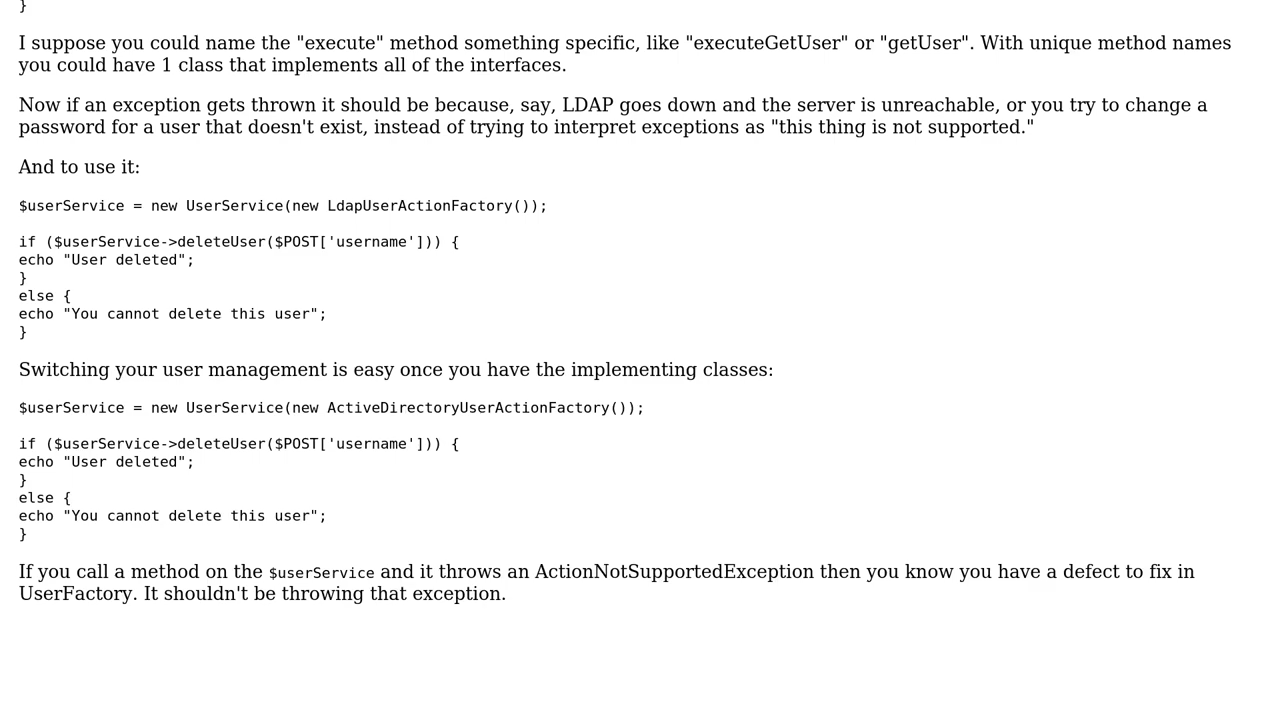 }
I suppose you could name the "execute" method something specific, like "executeGetUser" or "getUser". With unique method names
you could have 1 class that implements all of the interfaces.
Now if an exception gets thrown it should be because, say, LDAP goes down and the server is unreachable, or you try to change a
password for a user that doesn't exist, instead of trying to interpret exceptions as "this thing is not supported."
And to use it:
$userService = new UserService(new LdapUserActionFactory());
if ($userService->deleteUser($POST['username'])) {
echo "User deleted";
}
else {
echo "You cannot delete this user";
}
Switching your user management is easy once you have the implementing classes:
$userService = new UserService(new ActiveDirectoryUserActionFactory());
if ($userService->deleteUser($POST['username'])) {
echo "User deleted";
}
else {
echo "You cannot delete this user";
}
If you call a method on the $userService and it throws an ActionNotSupportedException then you know you have a defect to fix in
UserFactory. It shouldn't be throwing that exception.